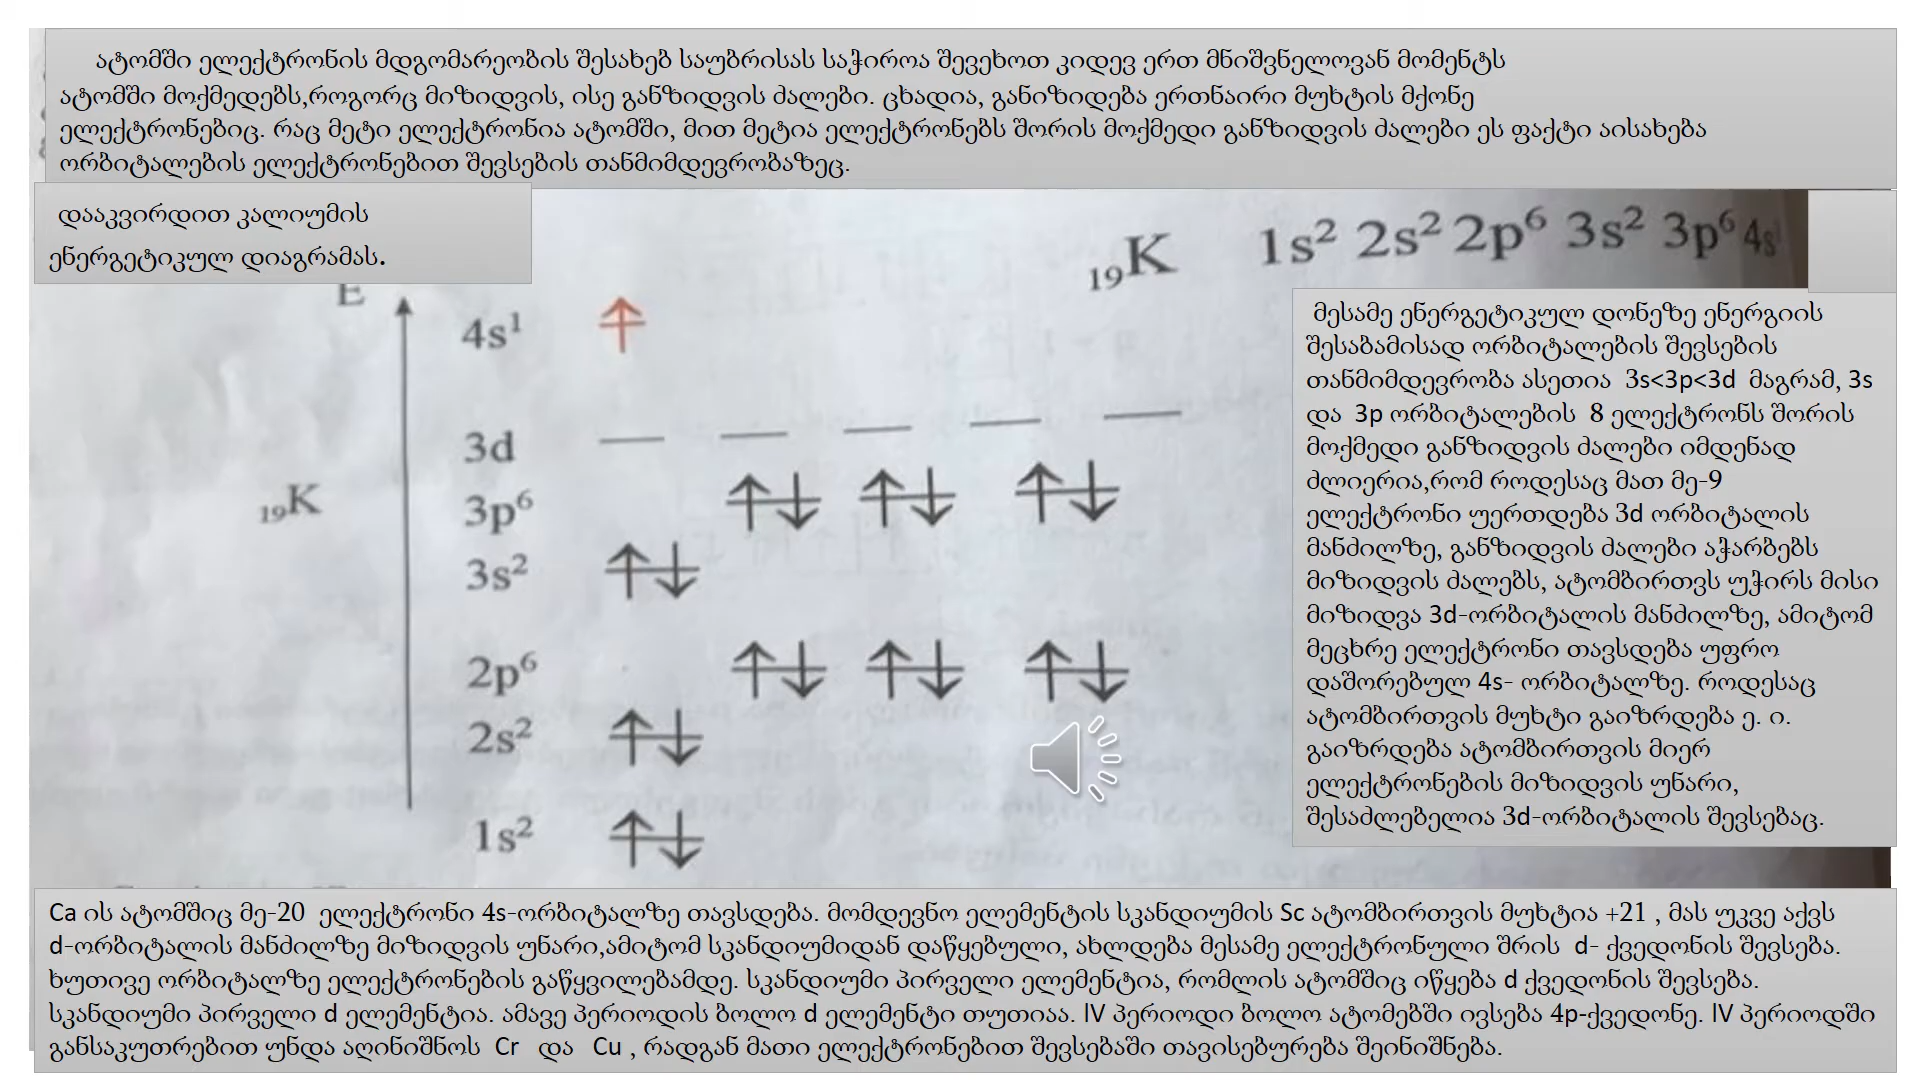 ატომში ელექტრონის მდგომარეობის შესახებ საუბრისას საჭიროა შევეხოთ კიდევ ერთ მნიშვნელოვან მომენტს
ატომში მოქმედებს,როგორც მიზიდვის, ისე განზიდვის ძალები. ცხადია, განიზიდება ერთნაირი მუხტის მქონე
ელექტრონებიც. რაც მეტი ელექტრონია ატომში, მით მეტია ელექტრონებს შორის მოქმედი განზიდვის ძალები ეს ფაქტი აისახება
ორბიტალების ელექტრონებით შევსების თანმიმდევრობაზეც.
დააკვირდით კალიუმის
ენერგეტიკულ დიაგრამას.
₁₉K 1s² 2s² 2p⁶ 3s² 3p⁶ 4s¹
E
4s¹
3d
₁₉K
3p⁶
3s²
2p⁶
2s²
1s²
მესამე ენერგეტიკულ დონეზე ენერგიის
შესაბამისად ორბიტალების შევსების
თანმიმდევრობა ასეთია 3s<3p<3d მაგრამ, 3s
და 3p ორბიტალების 8 ელექტრონს შორის
მოქმედი განზიდვის ძალები იმდენად
ძლიერია,რომ როდესაც მათ მე-9
ელექტრონი უერთდება 3d ორბიტალის
მანძილზე, განზიდვის ძალები აჭარბებს
მიზიდვის ძალებს, ატომბირთვს უჭირს მისი
მიზიდვა 3d-ორბიტალის მანძილზე, ამიტომ
მეცხრე ელექტრონი თავსდება უფრო
დაშორებულ 4s- ორბიტალზე. როდესაც
ატომბირთვის მუხტი გაიზრდება ე. ი.
გაიზრდება ატომბირთვის მიერ
ელექტრონების მიზიდვის უნარი,
შესაძლებელია 3d-ორბიტალის შევსებაც.
Ca ის ატომშიც მე-20 ელექტრონი 4s-ორბიტალზე თავსდება. მომდევნო ელემენტის სკანდიუმის Sc ატომბირთვის მუხტია +21 , მას უკვე აქვს
d-ორბიტალის მანძილზე მიზიდვის უნარი,ამიტომ სკანდიუმიდან დაწყებული, ახლდება მესამე ელექტრონული შრის d- ქვედონის შევსება.
ხუთივე ორბიტალზე ელექტრონების გაწყვილებამდე. სკანდიუმი პირველი ელემენტია, რომლის ატომშიც იწყება d ქვედონის შევსება.
სკანდიუმი პირველი d ელემენტია. ამავე პერიოდის ბოლო d ელემენტი თუთიაა. IV პერიოდი ბოლო ატომებში ივსება 4p-ქვედონე. IV პერიოდში
განსაკუთრებით უნდა აღინიშნოს Cr და Cu , რადგან მათი ელექტრონებით შევსებაში თავისებურება შეინიშნება.